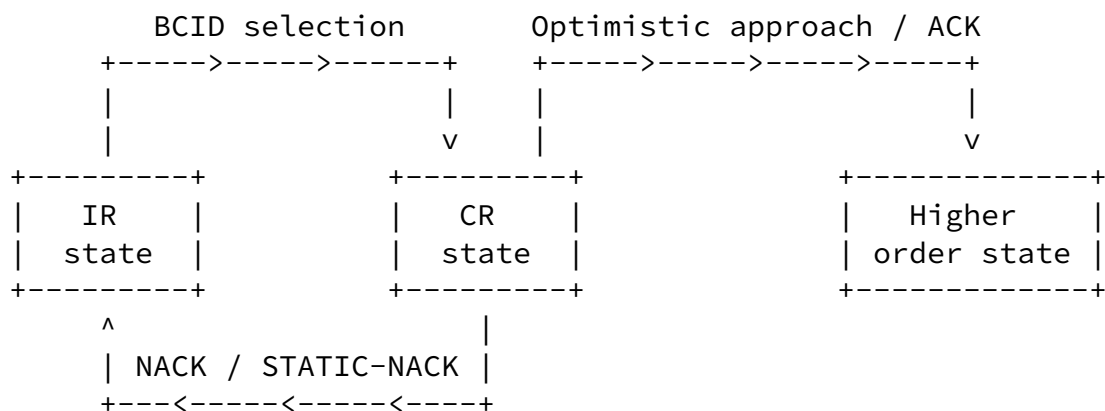 BCID selection Optimistic approach / ACK
IR CR Higher
state state order state
NACK / STATIC-NACK